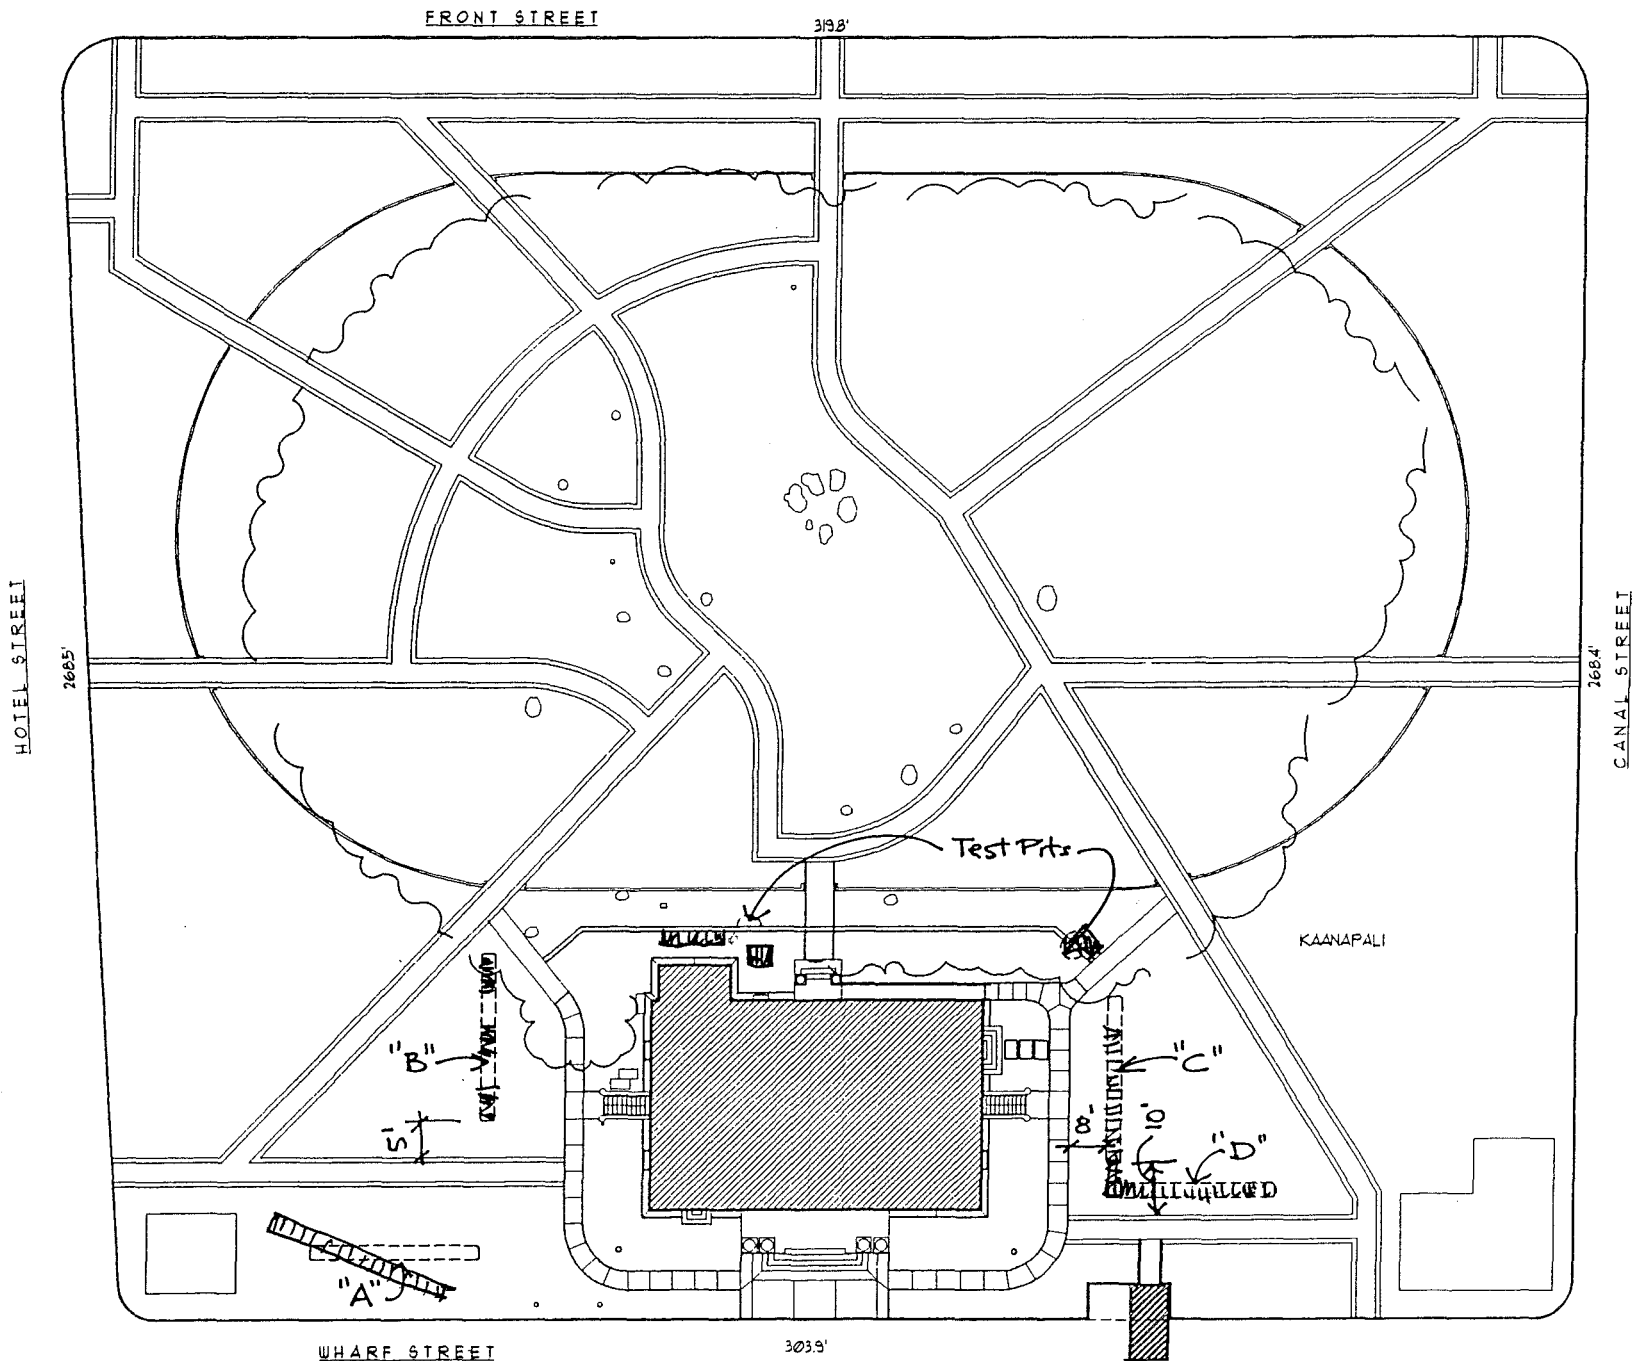 FRONT STREET
319.8'
HOTEL STREET
268.5'
268.4'
CANAL STREET
Test Pits
KAANAPALI
"B"
"C"
5'
8'
10'
"D"
"A"
WHARF STREET
303.9'